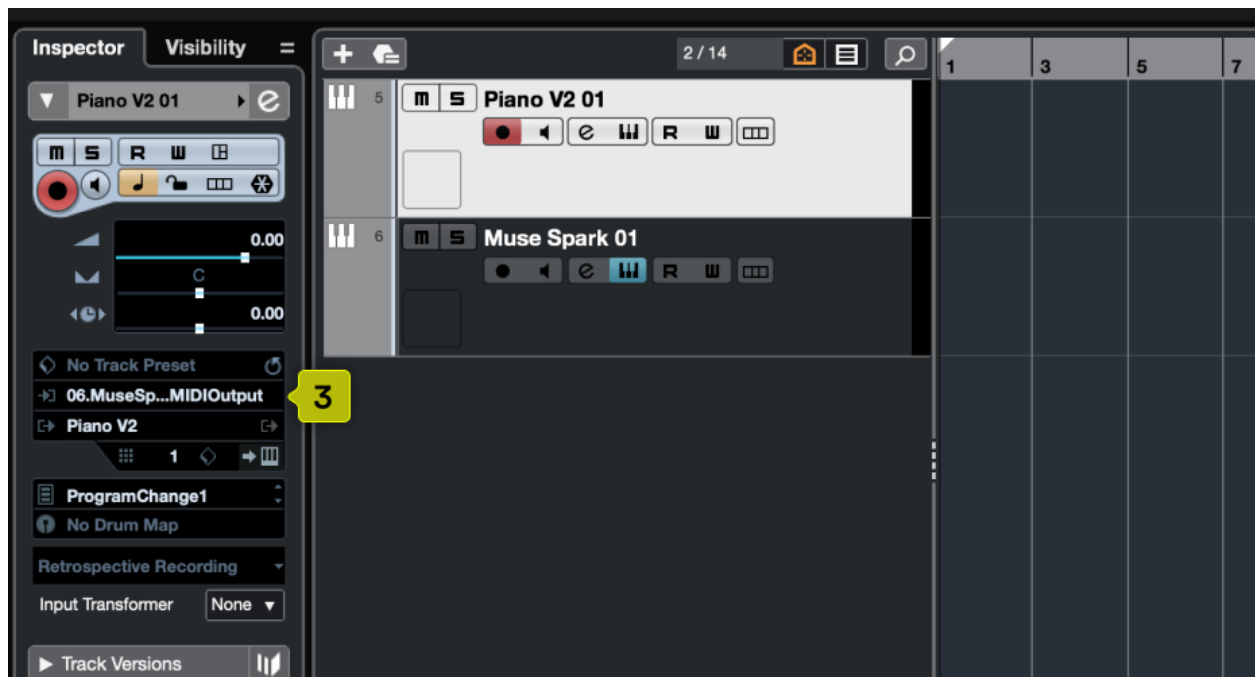 Inspector Visibility
2 / 14
1 3 5 7
Piano V2 01
5 m S Piano V2 01
R W
m S R W
6 m S Muse Spark 01
R W
0.00
C
0.00
No Track Preset
06.MuseSp...MIDIOutput
3
Piano V2
1
ProgramChange1
No Drum Map
Retrospective Recording
Input Transformer None
Track Versions